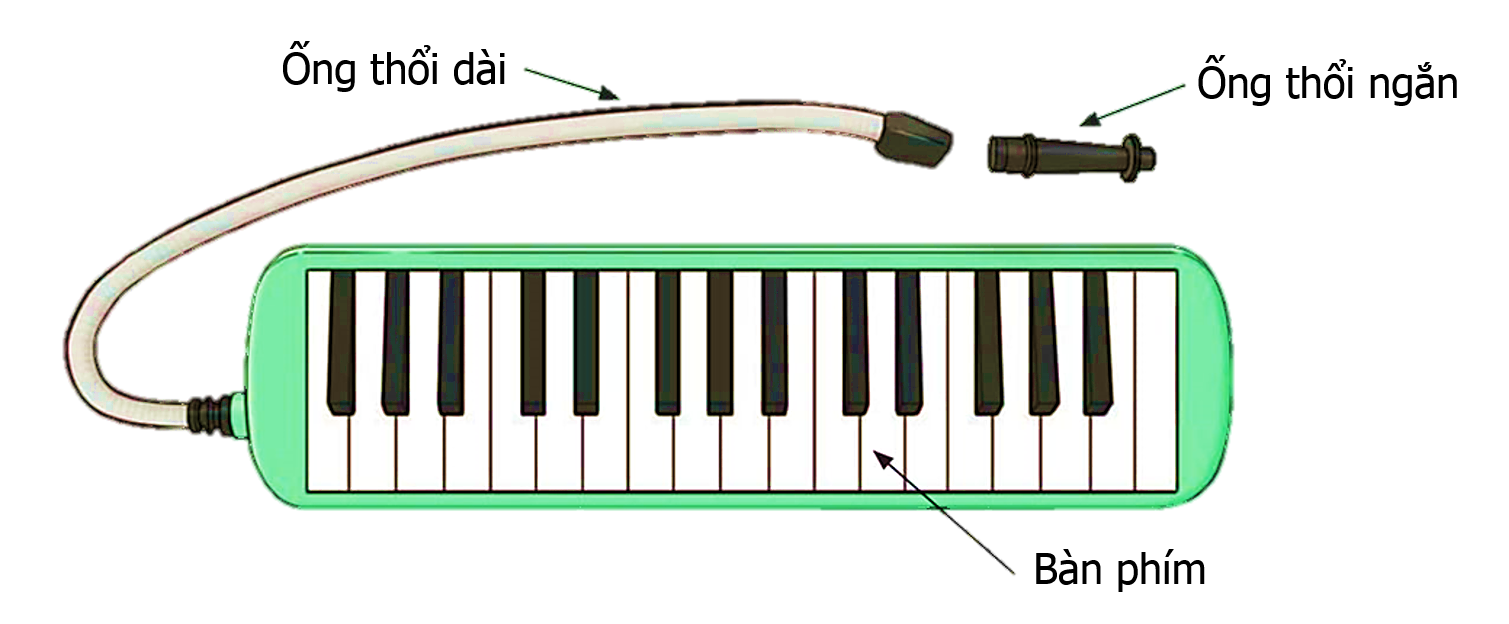 Ống thổi dài
Ống thổi ngắn
Bàn phím